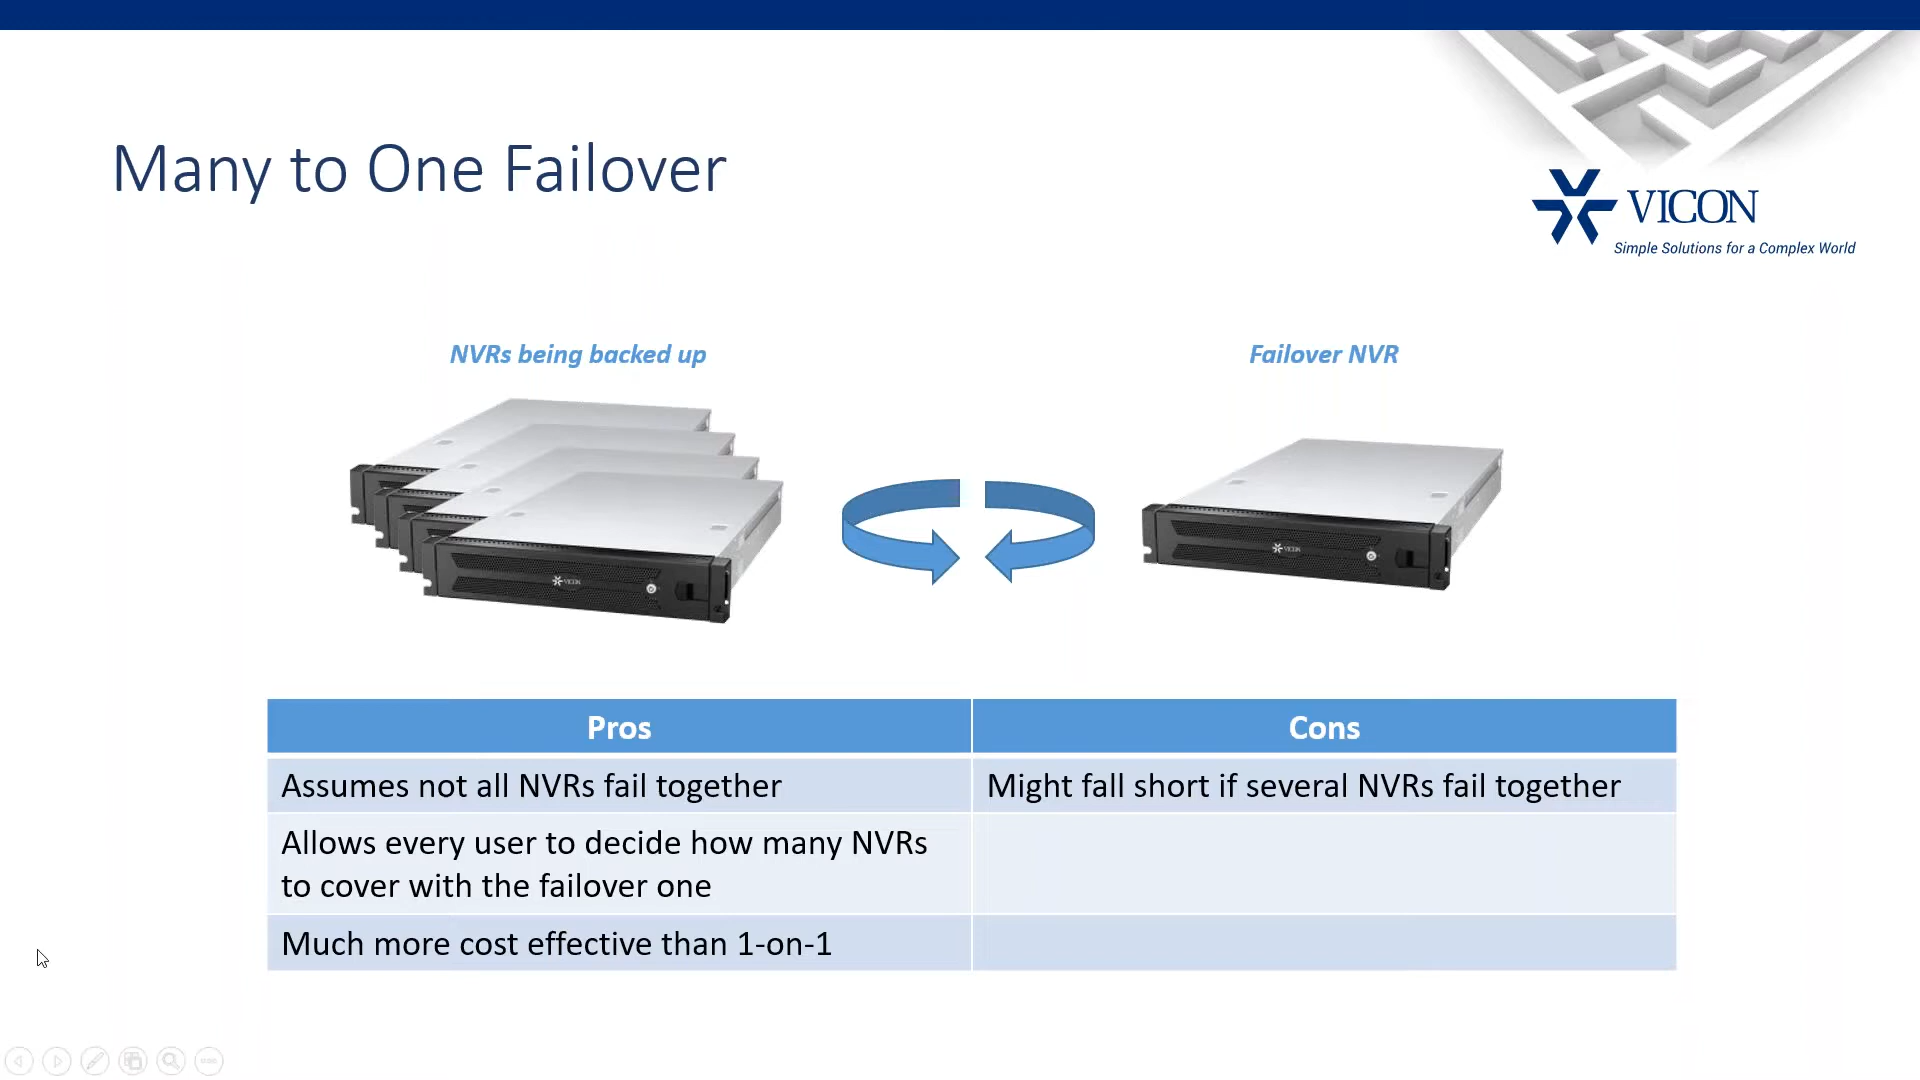 Many to One Failover
VICON
Simple Solutions for a Complex World
NVRs being backed up
Failover NVR
VICON
VICON
Pros
Cons
Assumes not all NVRs fail together
Might fall short if several NVRs fail together
Allows every user to decide how many NVRs
to cover with the failover one
Much more cost effective than 1-on-1